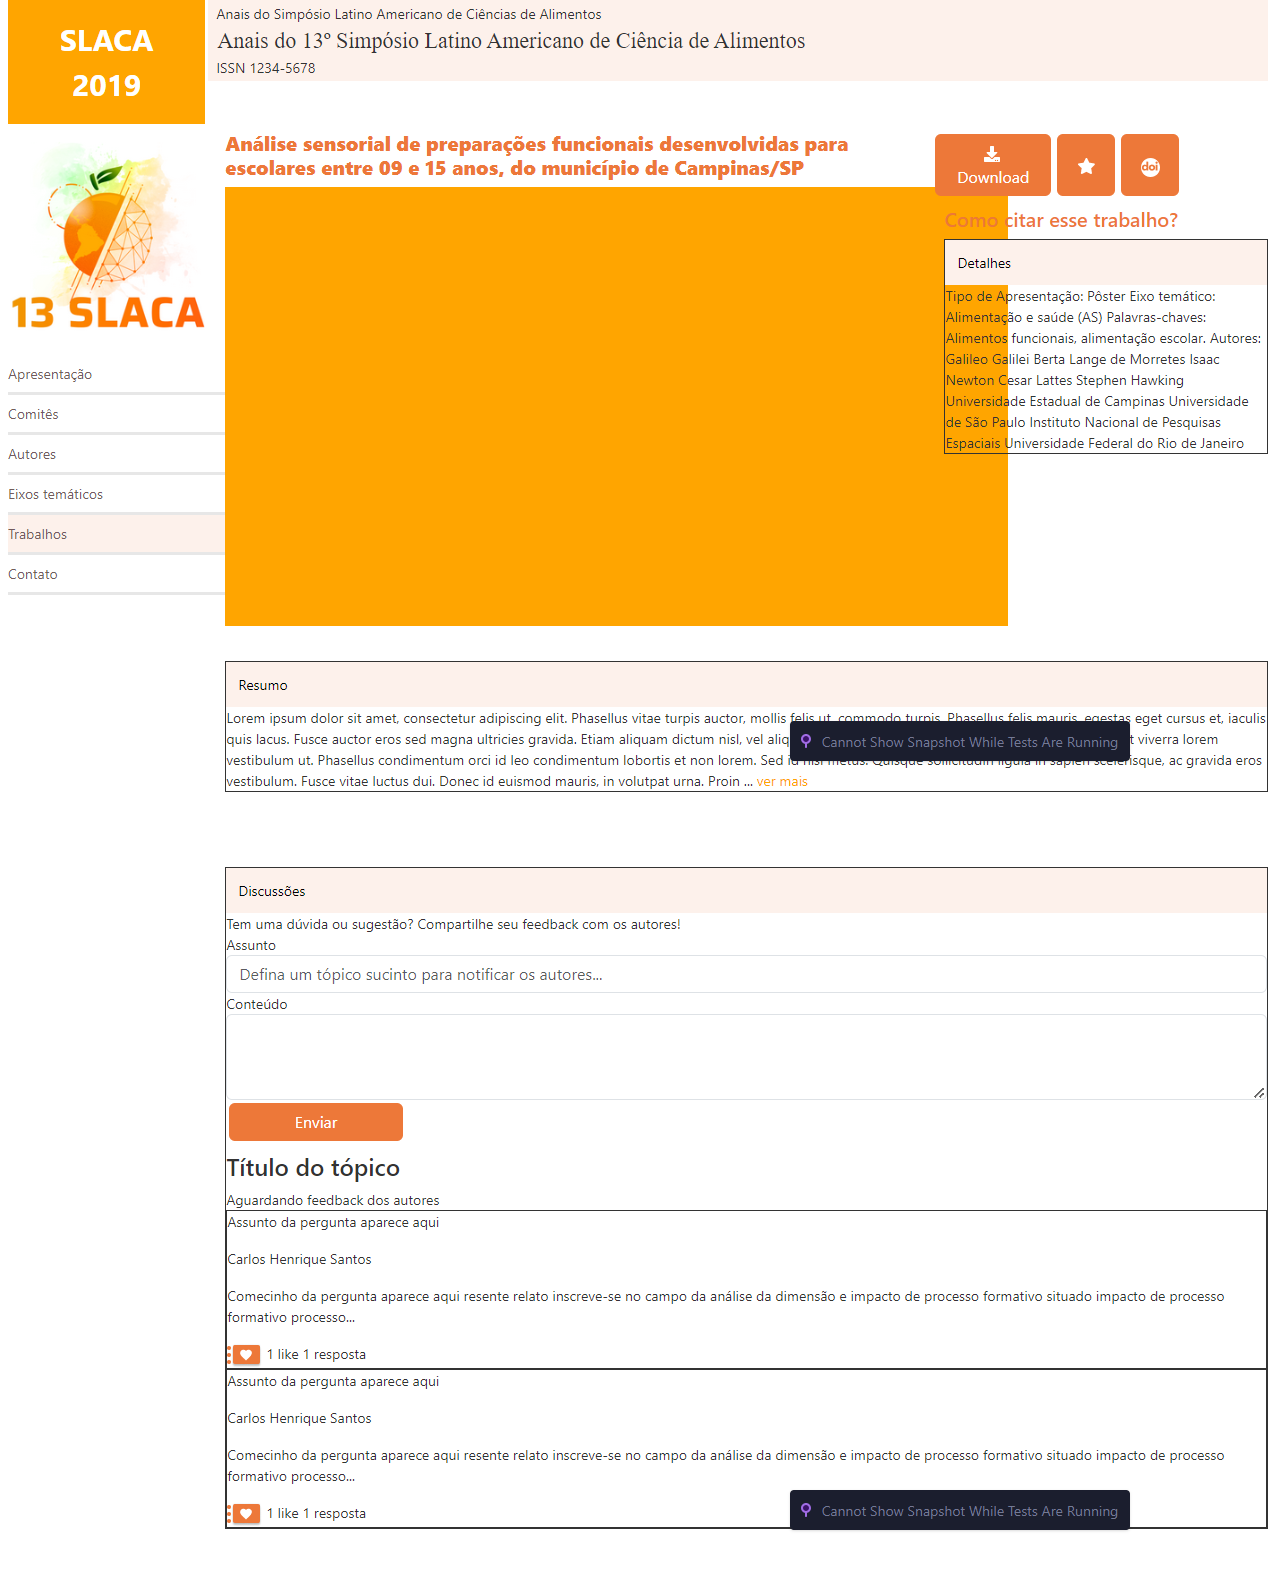 SLACA
2019
Anais do Simpósio Latino Americano de Ciências de Alimentos
Anais do 13º Simpósio Latino Americano de Ciência de Alimentos
ISSN 1234-5678
13 SLACA
Apresentação
Comitês
Autores
Eixos temáticos
Trabalhos
Contato
Análise sensorial de preparações funcionais desenvolvidas para
escolares entre 09 e 15 anos, do município de Campinas/SP
Download
doi
Como citar esse trabalho?
Detalhes
Tipo de Apresentação: Pôster Eixo temático:
Alimentação e saúde (AS) Palavras-chaves:
Alimentos funcionais, alimentação escolar. Autores:
Galileo Galilei Berta Lange de Morretes Isaac
Newton Cesar Lattes Stephen Hawking
Universidade Estadual de Campinas Universidade
de São Paulo Instituto Nacional de Pesquisas
Espaciais Universidade Federal do Rio de Janeiro
Resumo
Lorem ipsum dolor sit amet, consectetur adipiscing elit. Phasellus vitae turpis auctor, mollis felis ut, commodo turpis. Phasellus felis mauris, egestas eget cursus et, iaculis
quis lacus. Fusce auctor eros sed magna ultricies gravida. Etiam aliquam dictum nisl, vel viverra lorem
Cannot Show Snapshot While Tests Are Running
vestibulum ut. Phasellus condimentum orci id leo condimentum lobortis et non lorem. Sed id nisl metus. Quisque sollicitudin ligula in sapien scelerisque, ac gravida eros
vestibulum. Fusce vitae luctus dui. Donec id euismod mauris, in volutpat urna. Proin ... ver mais
Discussões
Tem uma dúvida ou sugestão? Compartilhe seu feedback com os autores!
Assunto
Defina um tópico sucinto para notificar os autores...
Conteúdo
Enviar
Título do tópico
Aguardando feedback dos autores
Assunto da pergunta aparece aqui
Carlos Henrique Santos
Comecinho da pergunta aparece aqui resente relato inscreve-se no campo da análise da dimensão e impacto de processo formativo situado impacto de processo
formativo processo...
1 like 1 resposta
Assunto da pergunta aparece aqui
Carlos Henrique Santos
Comecinho da pergunta aparece aqui resente relato inscreve-se no campo da análise da dimensão e impacto de processo formativo situado impacto de processo
formativo processo...
1 like 1 resposta
Cannot Show Snapshot While Tests Are Running